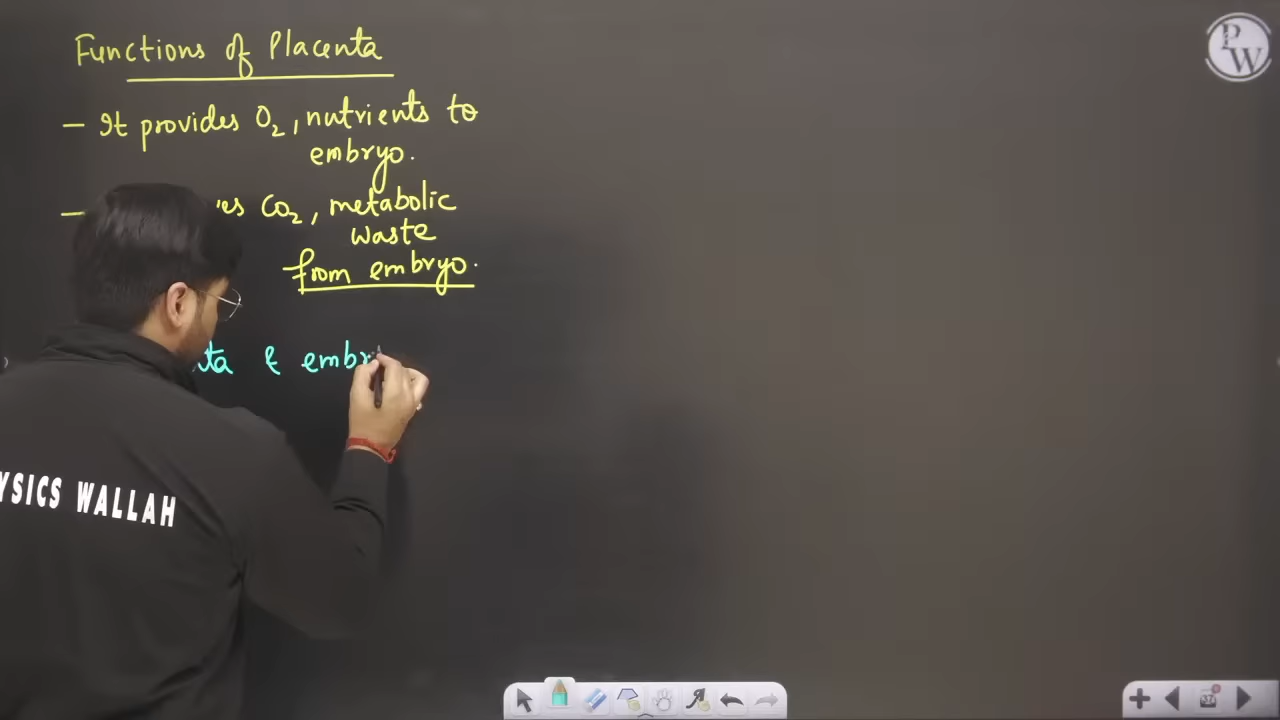 Functions of Placenta
- It provides O₂, nutrients to
embryo.
- CO₂, metabolic
waste
from embryo.
& embr
YSICS WALLAH
PW